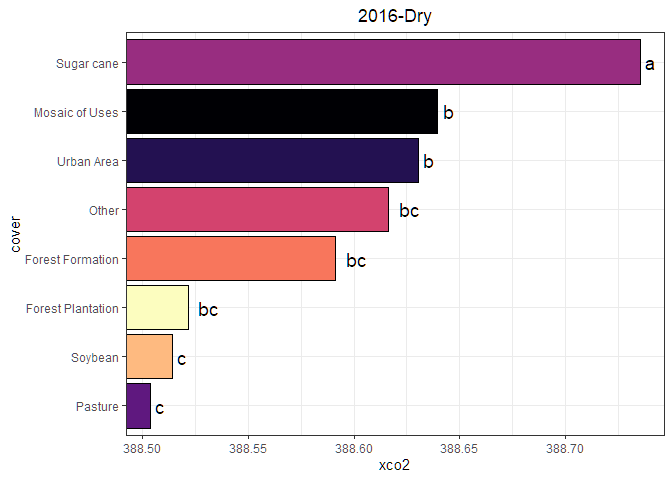 2016-Dry
Sugar cane
a
Mosaic of Uses
b
Urban Area
b
Other
bc
Forest Formation
bc
Forest Plantation
bc
Soybean
c
Pasture
c
cover
388.50 388.55 388.60 388.65 388.70
xco2